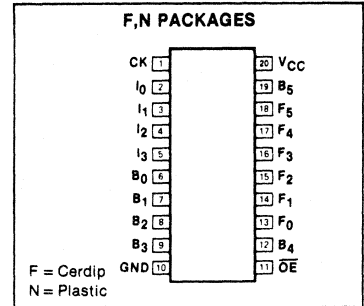 F,N PACKAGES
CK 1 20 VCC
I0 2 19 B5
I1 3 18 F5
I2 4 17 F4
I3 5 16 F3
B0 6 15 F2
B1 7 14 F1
B2 8 13 F0
B3 9 12 B4
GND 10 11 O̅E̅
F = Cerdip
N = Plastic